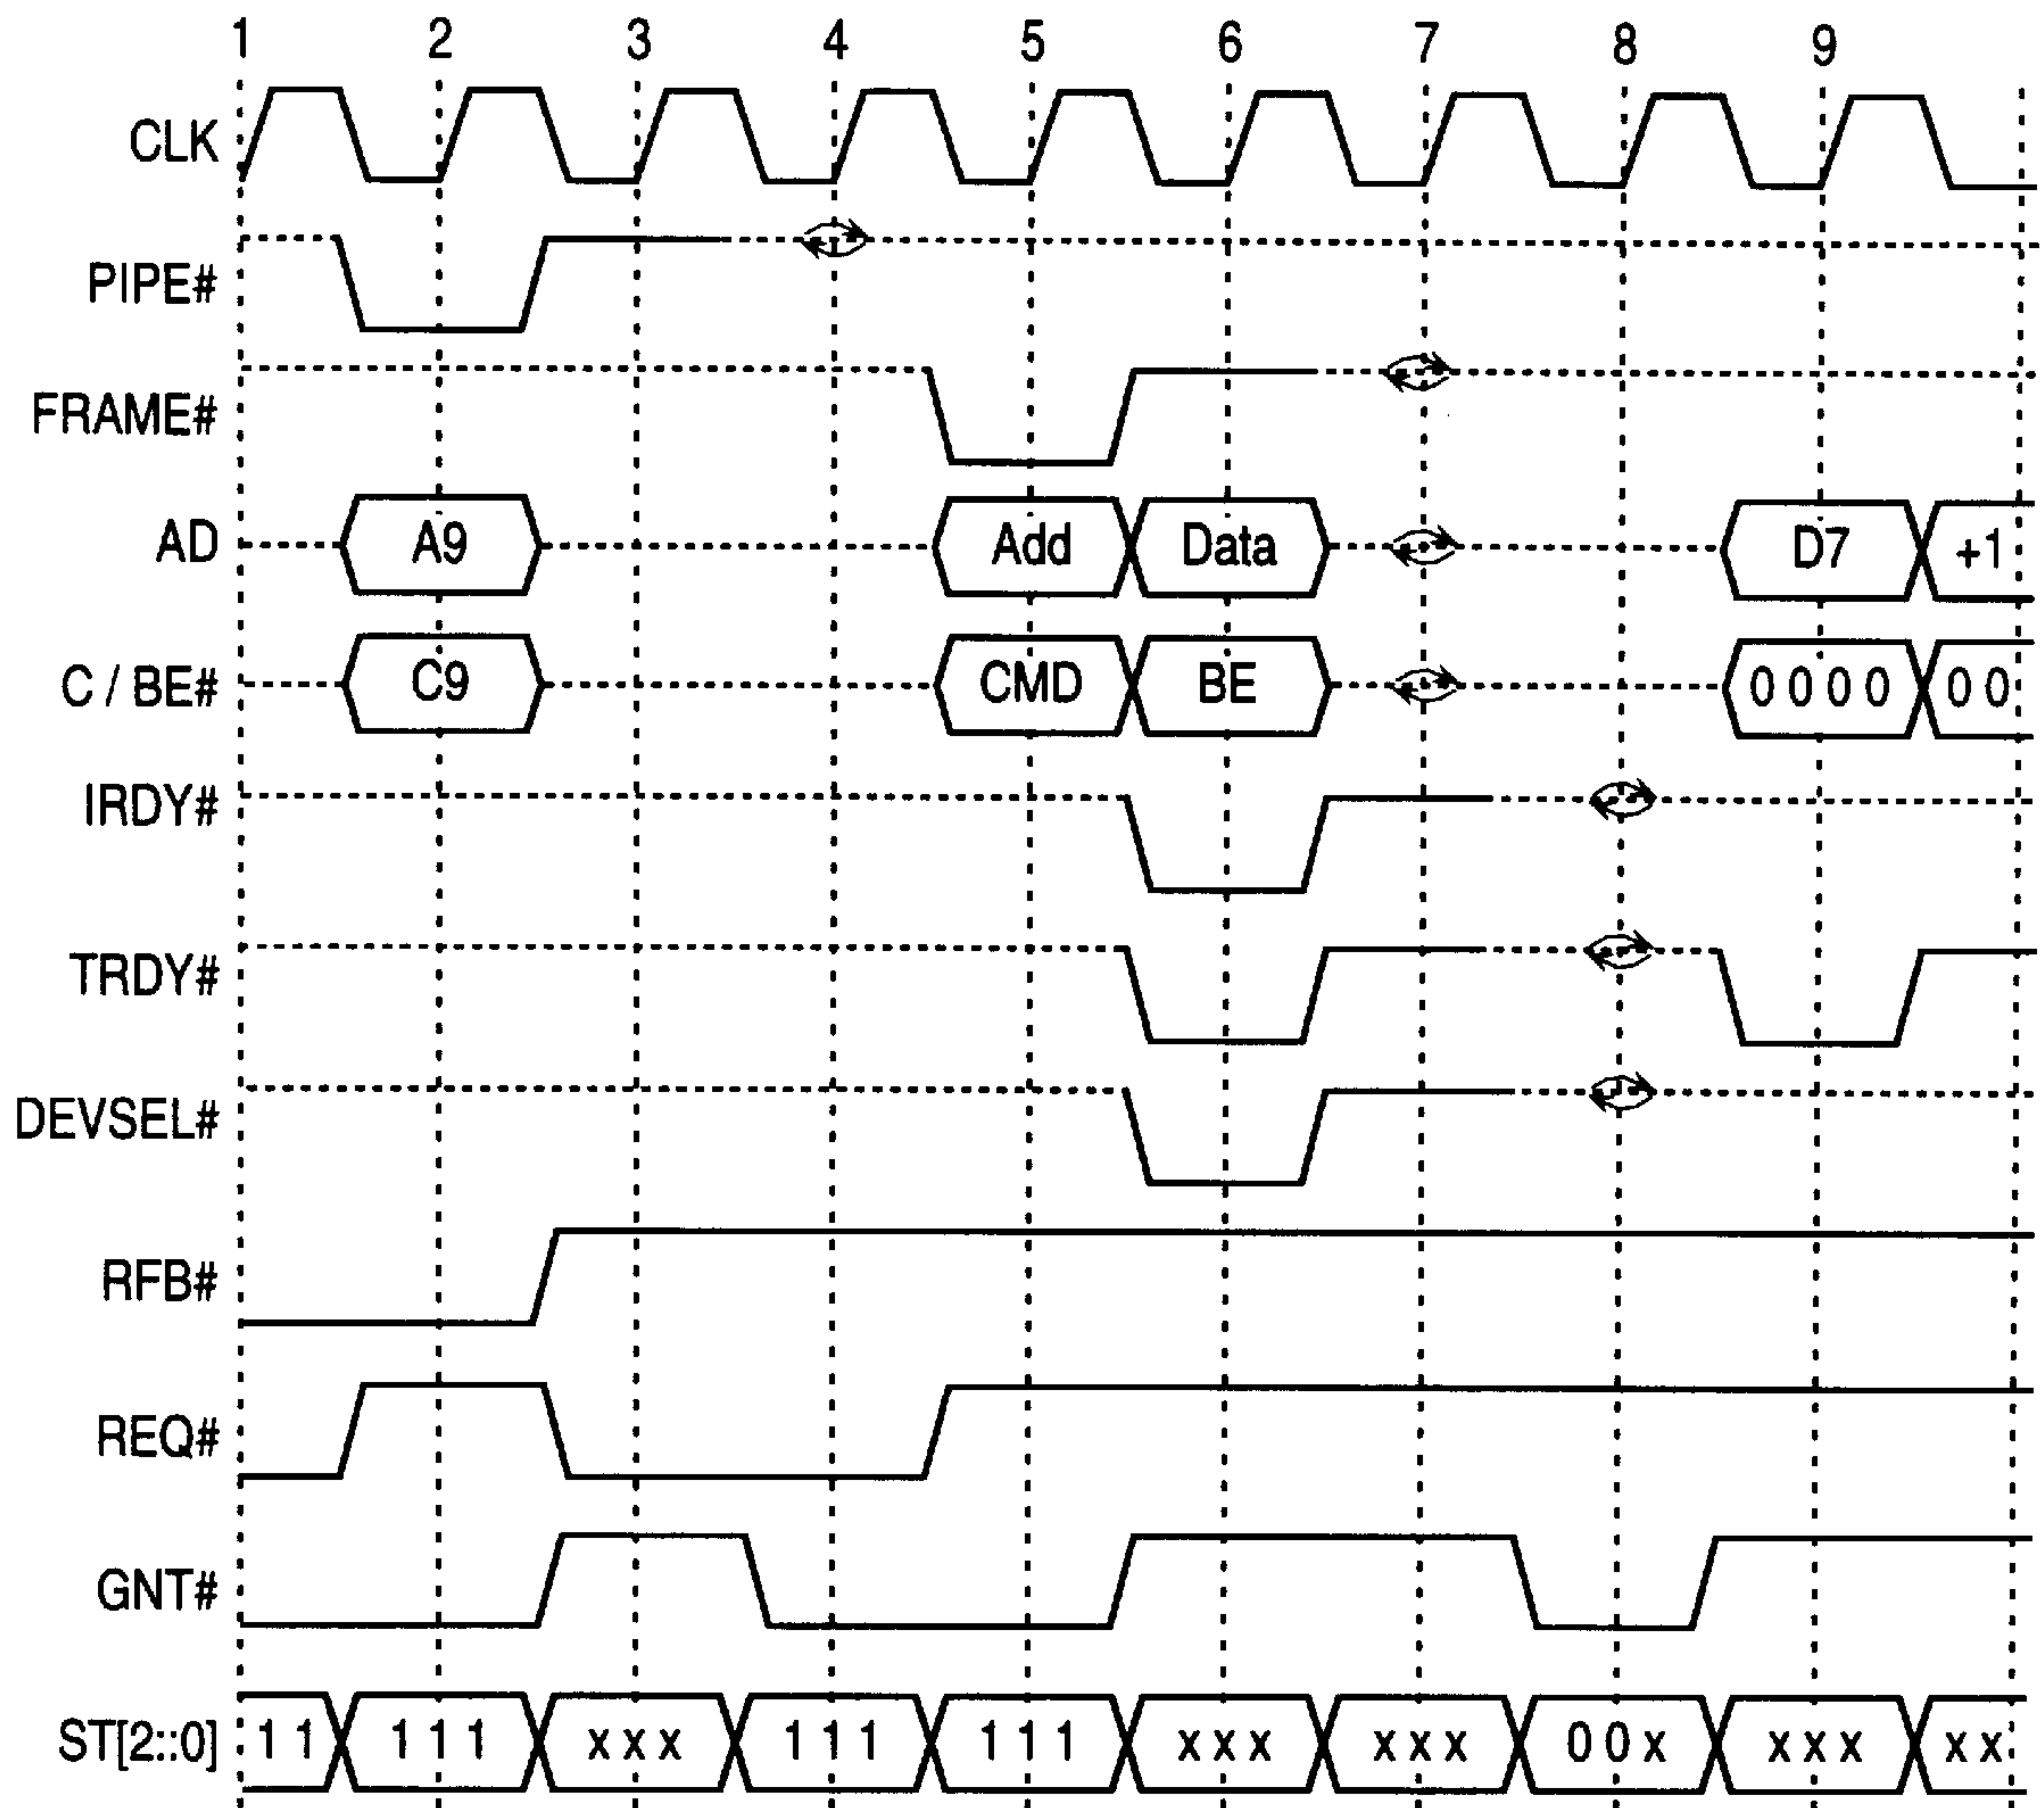 1 2 3 4 5 6 7 8 9
CLK
PIPE#
FRAME#
AD A9 Add Data D7 +1
C / BE# C9 CMD BE 0 0 0 0 0 0
IRDY#
TRDY#
DEVSEL#
RFB#
REQ#
GNT#
ST[2::0] 1 1 1 1 1 x x x 1 1 1 1 1 1 x x x x x x 0 0 x x x x x x